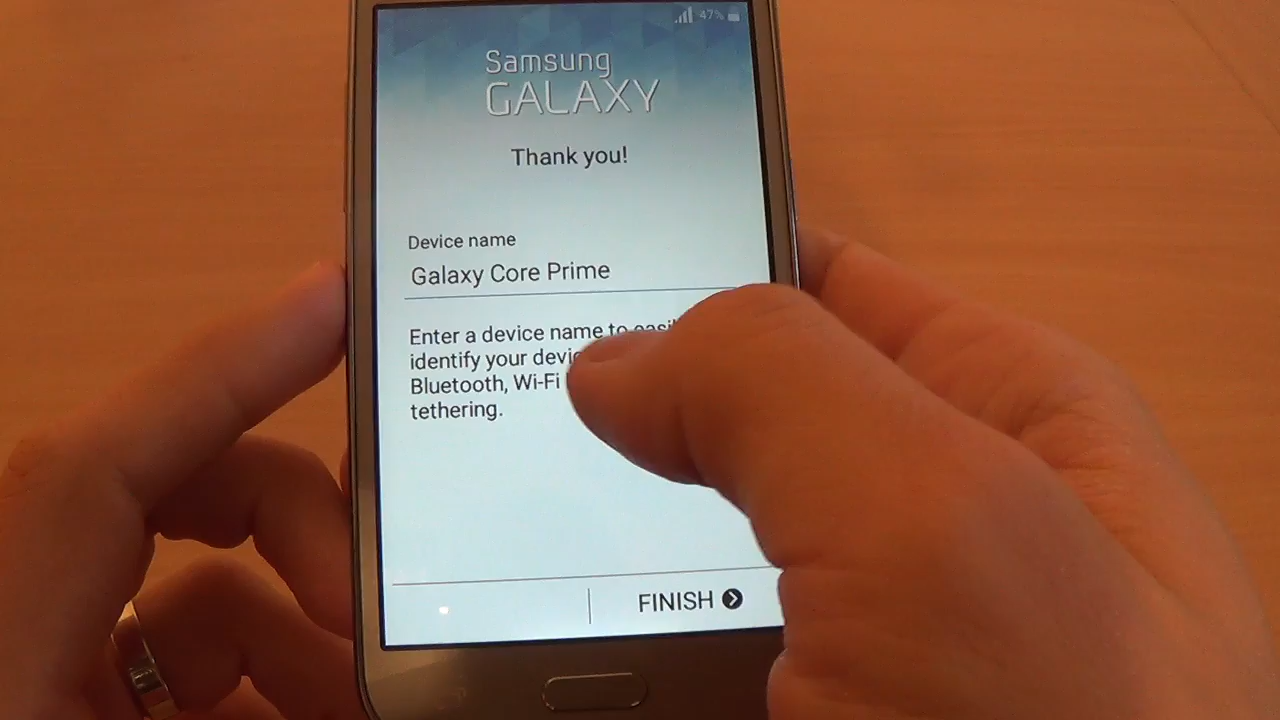 47%
Samsung
GALAXY
Thank you!
Device name
Galaxy Core Prime
Enter a device name to
identify your
Bluetooth, Wi-Fi
tethering.
FINISH